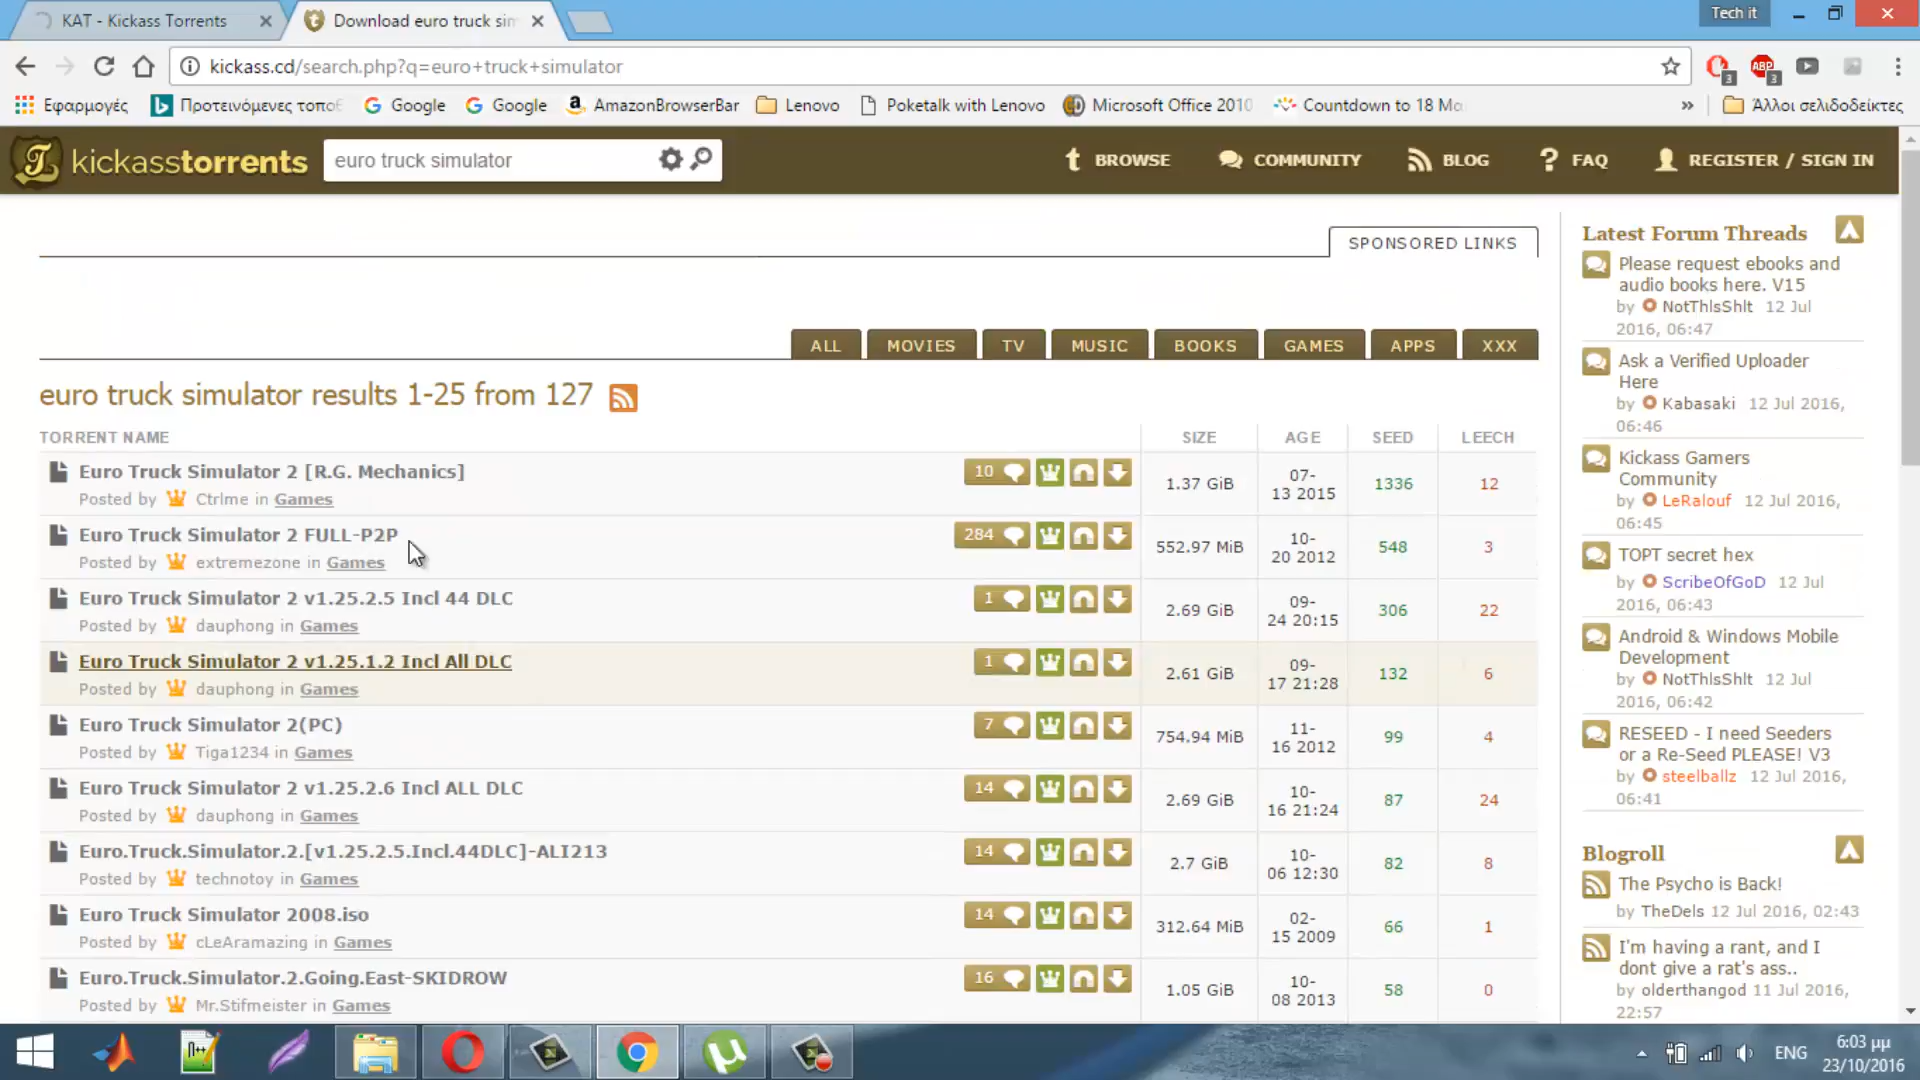 KAT - Kickass Torrents
Download euro truck sim
Tech it
kickass.cd/search.php?q=euro+truck+simulator
3
ABP
3
Εφαρμογές
Προτεινόμενες τοποθ
Google
Google
AmazonBrowserBar
Lenovo
Poketalk with Lenovo
Microsoft Office 2010
Countdown to 18 Ma
»
Άλλοι σελιδοδείκτες
kickasstorrents
euro truck simulator
BROWSE
COMMUNITY
BLOG
? FAQ
REGISTER / SIGN IN
SPONSORED LINKS
ALL
MOVIES
TV
MUSIC
BOOKS
GAMES
APPS
XXX
euro truck simulator results 1-25 from 127
TORRENT NAME SIZE AGE SEED LEECH
Euro Truck Simulator 2 [R.G. Mechanics]
Posted by Ctrlme in Games
10
1.37 GiB
07-
13 2015
1336
12
Euro Truck Simulator 2 FULL-P2P
Posted by extremezone in Games
284
552.97 MiB
10-
20 2012
548
3
Euro Truck Simulator 2 v1.25.2.5 Incl 44 DLC
Posted by dauphong in Games
1
2.69 GiB
09-
24 20:15
306
22
Euro Truck Simulator 2 v1.25.1.2 Incl All DLC
Posted by dauphong in Games
1
2.61 GiB
09-
17 21:28
132
6
Euro Truck Simulator 2(PC)
Posted by Tiga1234 in Games
7
754.94 MiB
11-
16 2012
99
4
Euro Truck Simulator 2 v1.25.2.6 Incl ALL DLC
Posted by dauphong in Games
14
2.69 GiB
10-
16 21:24
87
24
Euro.Truck.Simulator.2.[v1.25.2.5.Incl.44DLC]-ALI213
Posted by technotoy in Games
14
2.7 GiB
10-
06 12:30
82
8
Euro Truck Simulator 2008.iso
Posted by cLeAramazing in Games
14
312.64 MiB
02-
15 2009
66
1
Euro.Truck.Simulator.2.Going.East-SKIDROW
Posted by Mr.Stifmeister in Games
16
1.05 GiB
10-
08 2013
58
0
Latest Forum Threads
Please request ebooks and
audio books here. V15
by NotThIsShIt 12 Jul
2016, 06:47
Ask a Verified Uploader
Here
by Kabasaki 12 Jul 2016,
06:46
Kickass Gamers
Community
by LeRalouf 12 Jul 2016,
06:45
TOPT secret hex
by ScribeOfGoD 12 Jul
2016, 06:43
Android & Windows Mobile
Development
by NotThIsShIt 12 Jul
2016, 06:42
RESEED - I need Seeders
or a Re-Seed PLEASE! V3
by steelballz 12 Jul 2016,
06:41
Blogroll
The Psycho is Back!
by TheDels 12 Jul 2016, 02:43
I'm having a rant, and I
dont give a rat's ass..
by olderthangod 11 Jul 2016,
22:57
ENG
6:03 μμ
23/10/2016